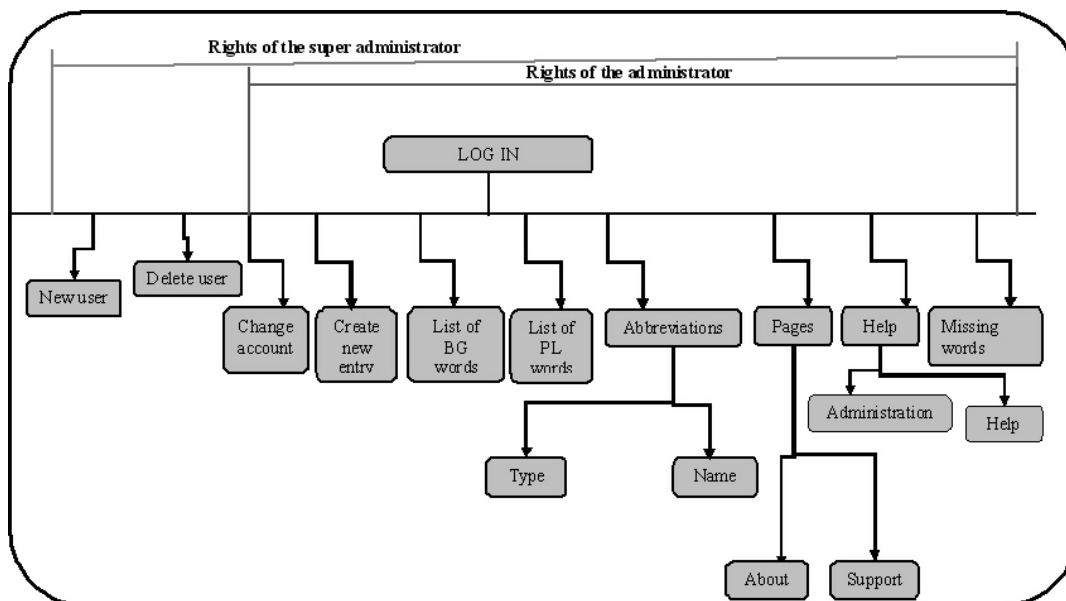 Rights of the super administrator
Rights of the administrator
LOG IN
New user
Delete user
Change
account
Create
new
entry
List of
BG
words
List of
PL
words
Abbreviations
Pages
Help
Missing
words
Administration
Help
Type
Name
About
Support